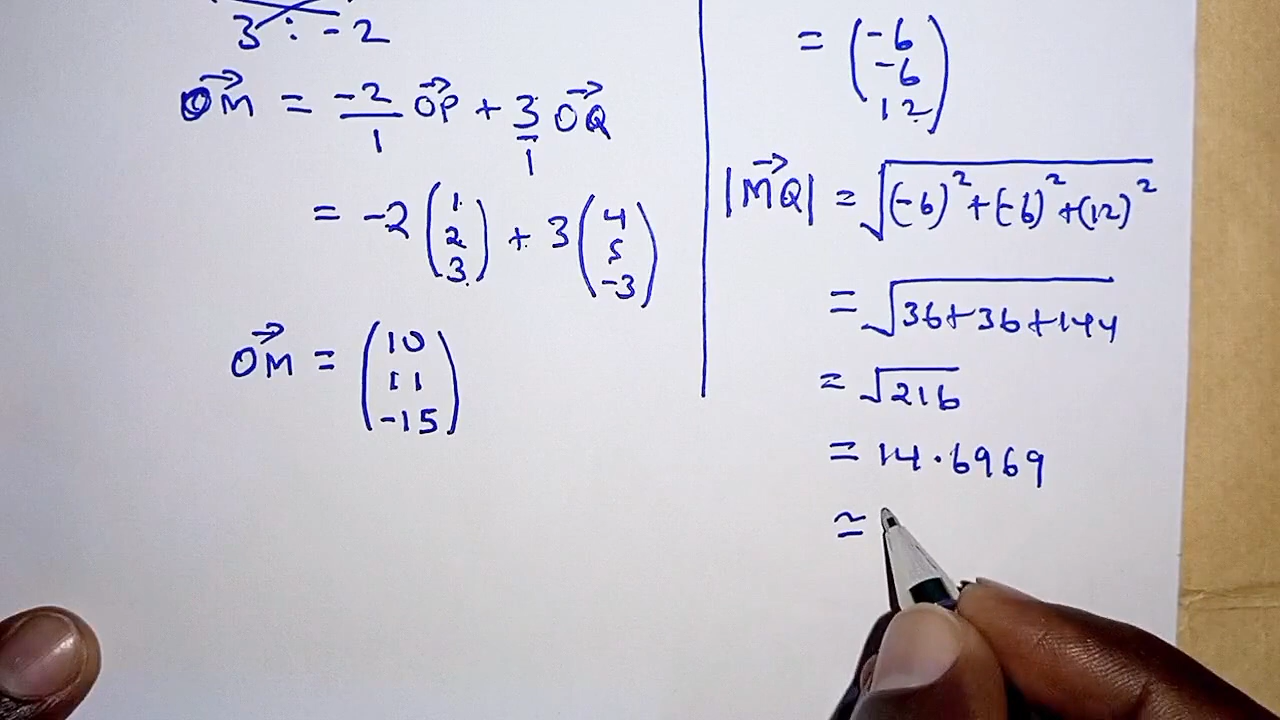 3 : -2
OM = -2/1 OP + 3/1 OQ
= -2 (1 2 3) + 3 (4 5 -3)
OM = (10 11 -15)
= (-6 -6 12)
|MQ| = √(-6)² + (-6)² + (12)²
= √36+36+144
= √216
= 14.6969
≃